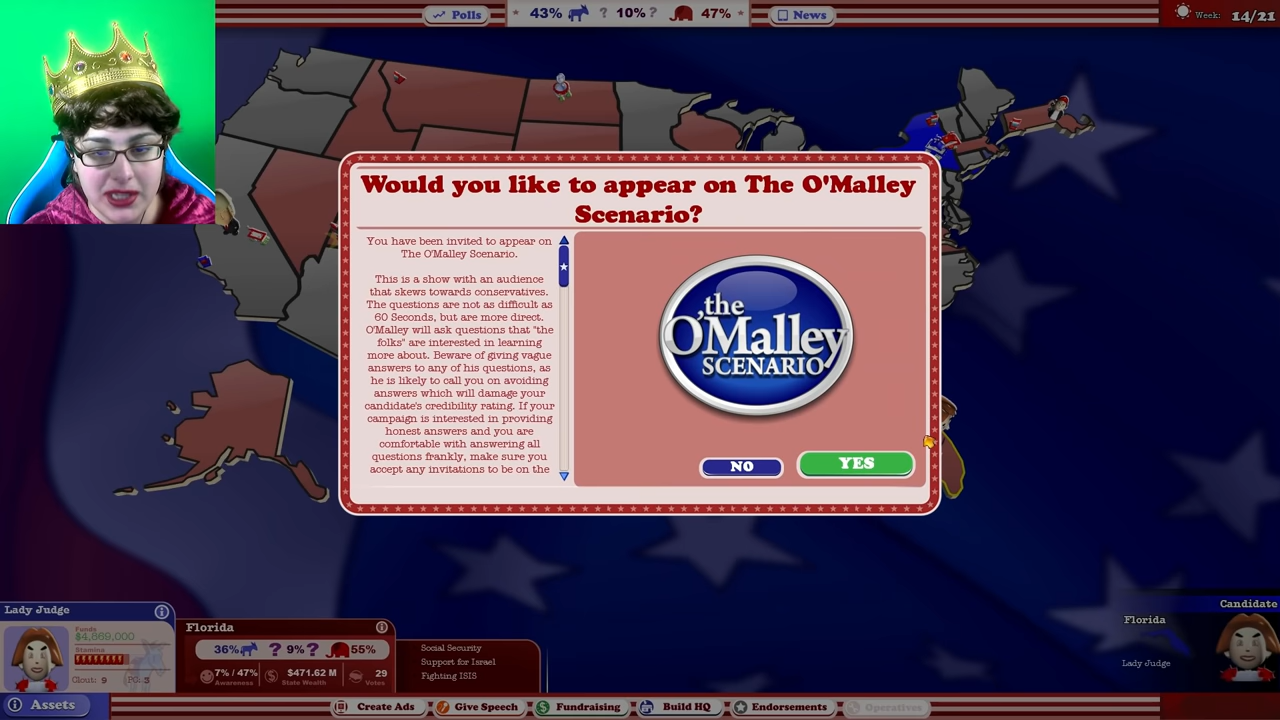 Polls
43%
? 10% ?
47%
News
Week: 14/21
Would you like to appear on The O'Malley
Scenario?
You have been invited to appear on
The O'Malley Scenario.
This is a show with an audience
that skews towards conservatives.
The questions are not as difficult as
60 Seconds, but are more direct.
O'Malley will ask questions that "the
folks" are interested in learning
more about. Beware of giving vague
answers to any of his questions, as
he is likely to call you on avoiding
answers which will damage your
candidate's credibility rating. If your
campaign is interested in providing
honest answers and you are
comfortable with answering all
questions frankly, make sure you
accept any invitations to be on the
the
O'Malley
SCENARIO
NO
YES
Lady Judge
Funds
$4,869,000
Stamina
Clout: 9
PC: 3
Florida
36% ? 9% ? 55%
7% / 47%
Awareness
$471.62 M
State Wealth
29
Votes
Social Security
Support for Israel
Fighting ISIS
Candidate
Florida
Lady Judge
Assets
Create Ads
Give Speech
Fundraising
Build HQ
Endorsements
Operatives